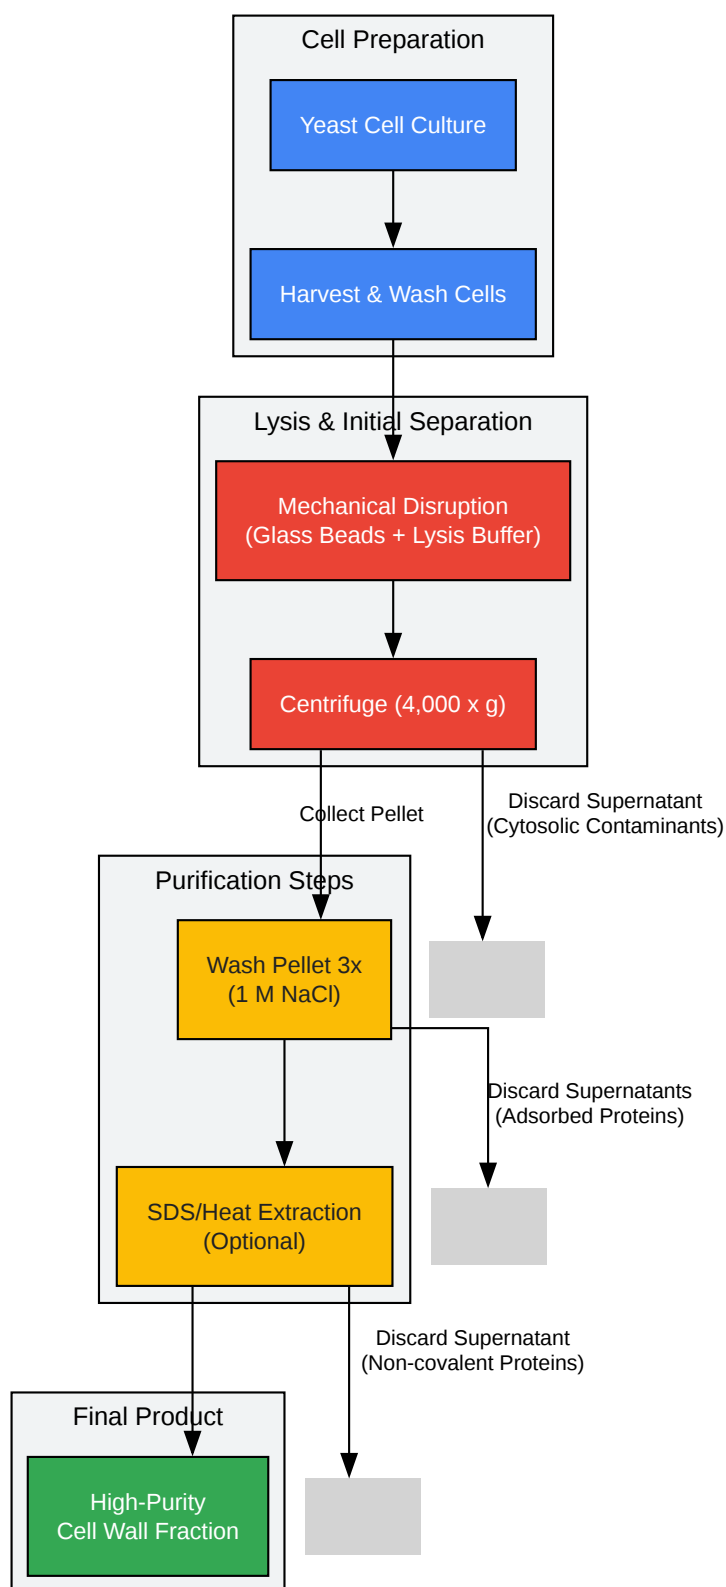 Cell Preparation
Yeast Cell Culture
Harvest & Wash Cells
Lysis & Initial Separation
Mechanical Disruption
(Glass Beads + Lysis Buffer)
Centrifuge (4,000 x g)
Collect Pellet
Discard Supernatant
(Cytosolic Contaminants)
Purification Steps
Wash Pellet 3x
(1 M NaCl)
Discard Supernatants
(Adsorbed Proteins)
SDS/Heat Extraction
(Optional)
Discard Supernatant
(Non-covalent Proteins)
Final Product
High-Purity
Cell Wall Fraction